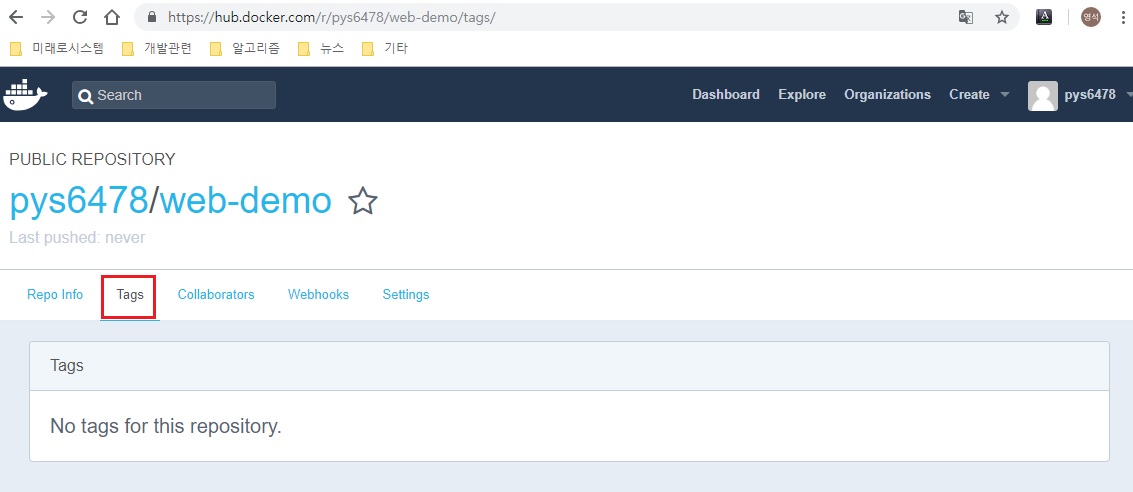 https://hub.docker.com/r/pys6478/web-demo/tags/
영석
미래로시스템 개발관련 알고리즘 뉴스 기타
Search Dashboard Explore Organizations Create pys6478
PUBLIC REPOSITORY
pys6478/web-demo
Last pushed: never
Repo Info Tags Collaborators Webhooks Settings
Tags
No tags for this repository.